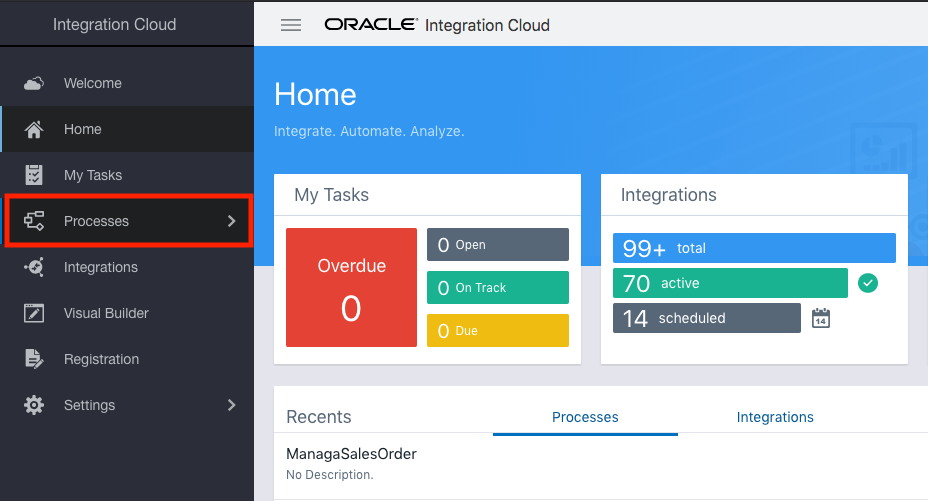 Integration Cloud
Welcome
Home
My Tasks
Processes
Integrations
Visual Builder
Registration
Settings
ORACLE® Integration Cloud
Home
Integrate. Automate. Analyze.
My Tasks
Overdue
0
0 Open
0 On Track
0 Due
Integrations
99+ total
70 active
14 scheduled
14
Recents
Processes
Integrations
ManagaSalesOrder
No Description.